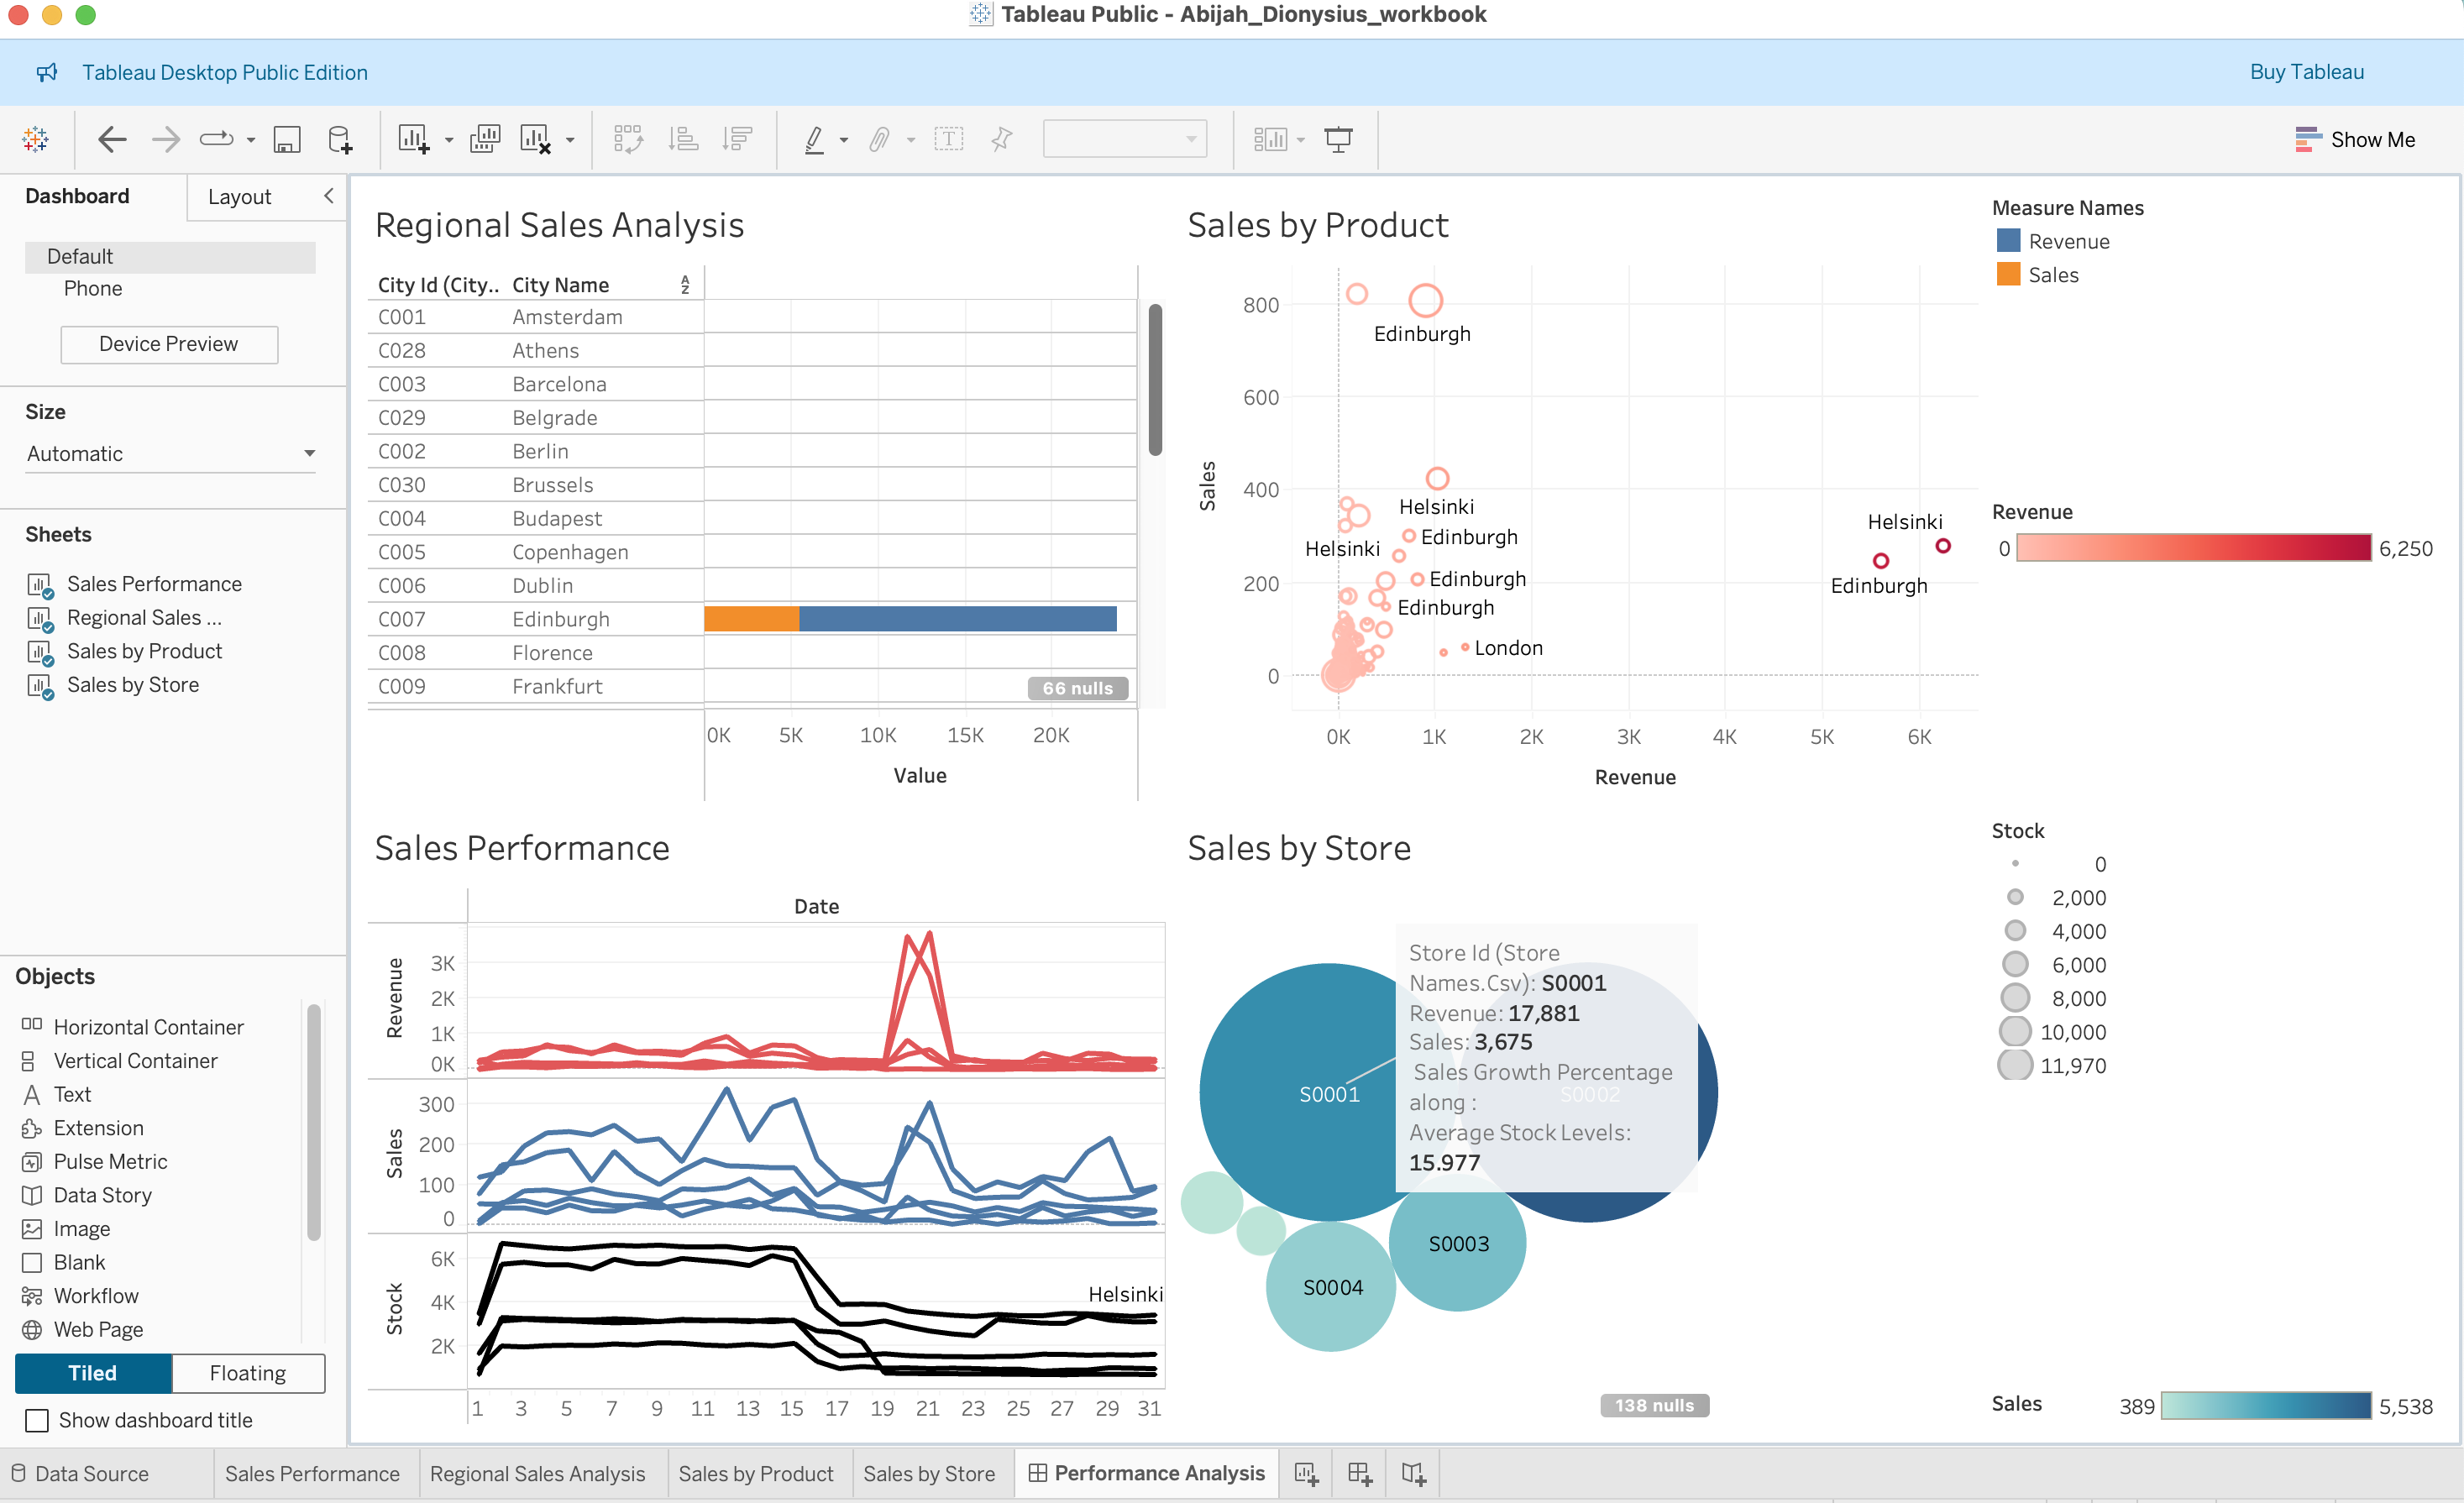 Tableau Public - Abijah_Dionysius_workbook
Tableau Desktop Public Edition
Buy Tableau
Show Me
Dashboard
Layout
Default
Phone
Device Preview
Size
Automatic
Sheets
Sales Performance
Regional Sales ...
Sales by Product
Sales by Store
Objects
Horizontal Container
Vertical Container
Text
Extension
Pulse Metric
Data Story
Image
Blank
Workflow
Web Page
Tiled
Floating
Show dashboard title
Regional Sales Analysis
City Id (City.. City Name
C001 Amsterdam
C028 Athens
C003 Barcelona
C029 Belgrade
C002 Berlin
C030 Brussels
C004 Budapest
C005 Copenhagen
C006 Dublin
C007 Edinburgh
C008 Florence
C009 Frankfurt
66 nulls
0K 5K 10K 15K 20K
Value
Sales by Product
800
600
400
200
0
Sales
Edinburgh
Helsinki
Edinburgh
Helsinki
Edinburgh
Edinburgh
London
Helsinki
Edinburgh
0K 1K 2K 3K 4K 5K 6K
Revenue
Measure Names
Revenue
Sales
Revenue
0 6,250
Sales Performance
Date
Revenue
3K
2K
1K
0K
Sales
300
200
100
0
Stock
6K
4K
2K
Helsinki
1 3 5 7 9 11 13 15 17 19 21 23 25 27 29 31
Sales by Store
Store Id (Store
Names.Csv): S0001
Revenue: 17,881
Sales: 3,675
Sales Growth Percentage
along :
Average Stock Levels:
15.977
S0001
S0002
S0003
S0004
138 nulls
Stock
0
2,000
4,000
6,000
8,000
10,000
11,970
Sales
389 5,538
Data Source
Sales Performance
Regional Sales Analysis
Sales by Product
Sales by Store
Performance Analysis